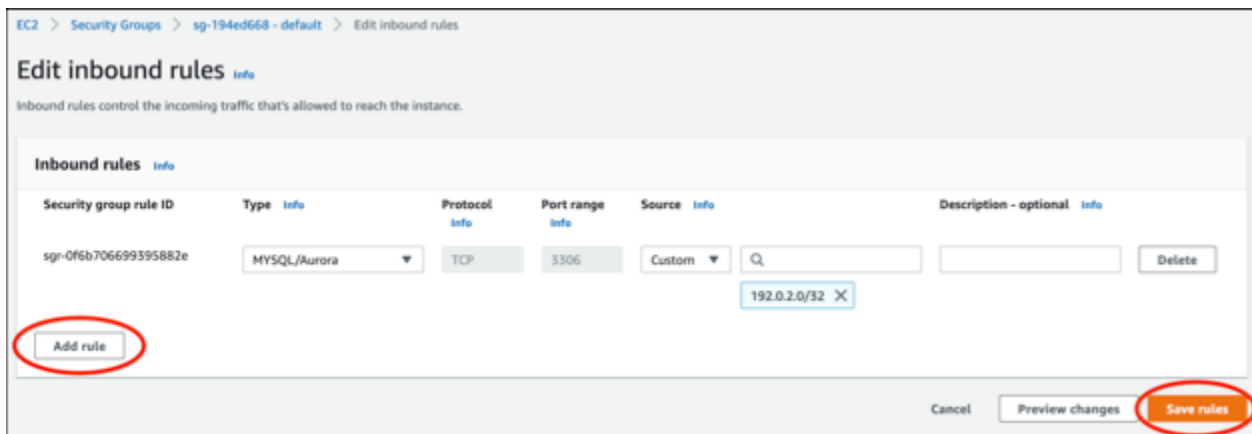 EC2 > Security Groups > sg-194ed668 - default > Edit inbound rules
Edit inbound rules Info
Inbound rules control the incoming traffic that's allowed to reach the instance.
Inbound rules Info
Security group rule ID Type Info Protocol Info Port range Info Source Info Description - optional Info
sgr-0f6b706699395882e MYSQL/Aurora TCP 3306 Custom Delete
192.0.2.0/32 X
Add rule
Cancel Preview changes Save rules